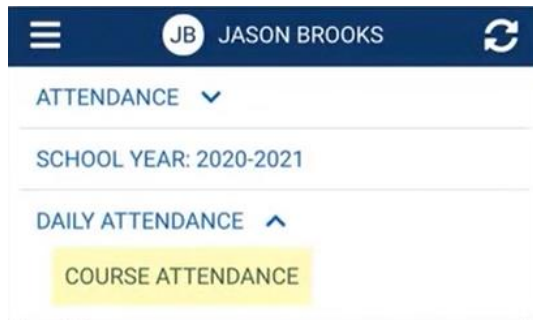 JB JASON BROOKS
ATTENDANCE
SCHOOL YEAR: 2020-2021
DAILY ATTENDANCE
COURSE ATTENDANCE